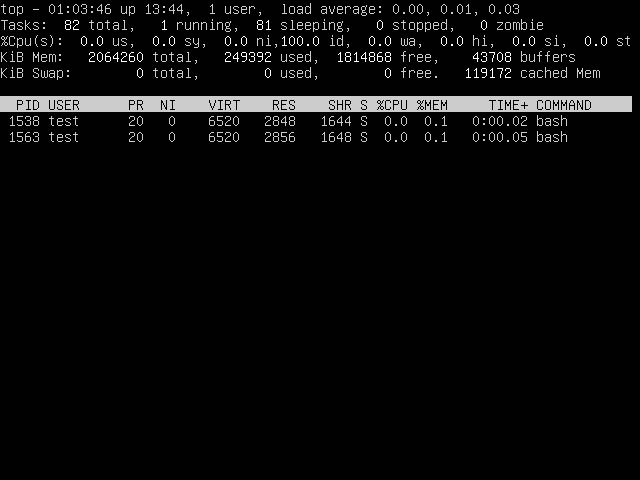 top - 01:03:46 up 13:44,  1 user,  load average: 0.00, 0.01, 0.03
Tasks:  82 total,   1 running,  81 sleeping,   0 stopped,   0 zombie
%Cpu(s):  0.0 us,  0.0 sy,  0.0 ni,100.0 id,  0.0 wa,  0.0 hi,  0.0 si,  0.0 st
KiB Mem:   2064260 total,   249392 used,  1814868 free,    43708 buffers
KiB Swap:        0 total,        0 used,        0 free.   119172 cached Mem
  PID USER      PR  NI    VIRT    RES    SHR S %CPU %MEM     TIME+ COMMAND
 1538 test      20   0    6520   2848   1644 S  0.0  0.1   0:00.02 bash
 1563 test      20   0    6520   2856   1648 S  0.0  0.1   0:00.05 bash